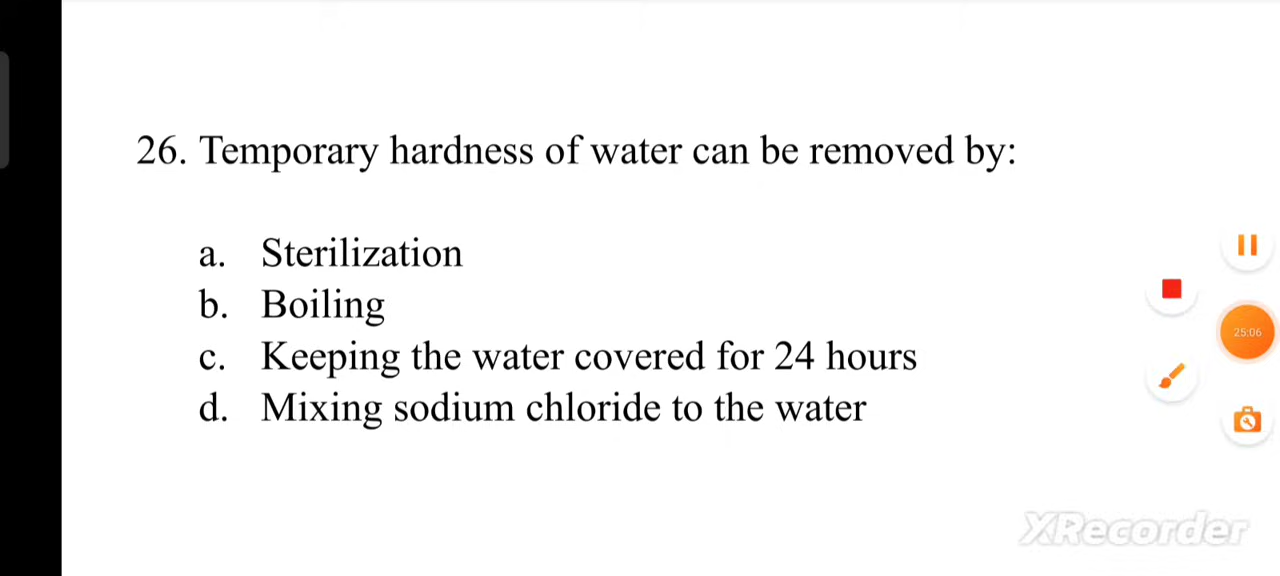 26. Temporary hardness of water can be removed by:
a. Sterilization
b. Boiling
c. Keeping the water covered for 24 hours
d. Mixing sodium chloride to the water
25:06
XRecorder